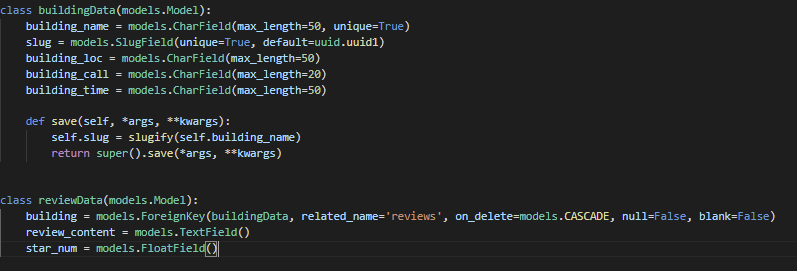 class buildingData(models.Model):
    building_name = models.CharField(max_length=50, unique=True)
    slug = models.SlugField(unique=True, default=uuid.uuid1)
    building_loc = models.CharField(max_length=50)
    building_call = models.CharField(max_length=20)
    building_time = models.CharField(max_length=50)
    def save(self, *args, **kwargs):
        self.slug = slugify(self.building_name)
        return super().save(*args, **kwargs)
class reviewData(models.Model):
    building = models.ForeignKey(buildingData, related_name='reviews', on_delete=models.CASCADE, null=False, blank=False)
    review_content = models.TextField()
    star_num = models.FloatField()